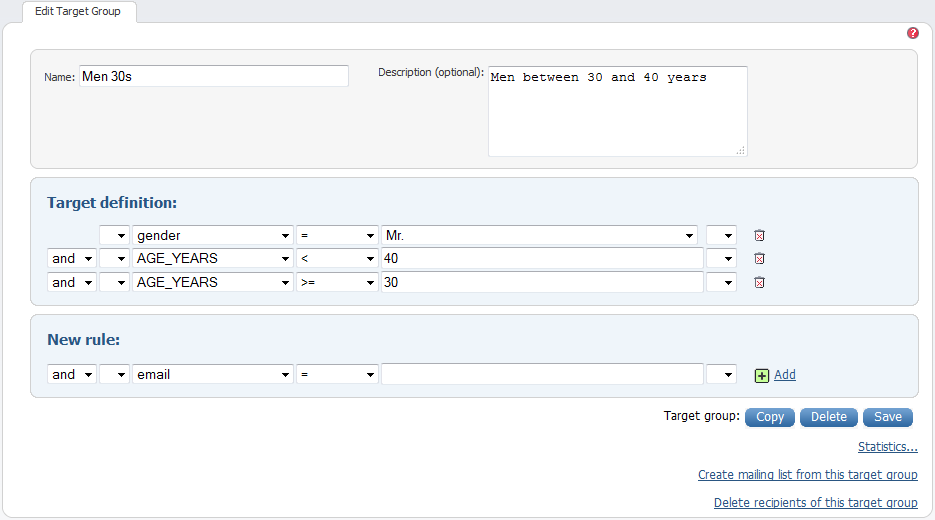 Edit Target Group
?
Name: Men 30s Description (optional): Men between 30 and 40 years
Target definition:
gender = Mr.
and AGE_YEARS < 40
and AGE_YEARS >= 30
New rule:
and email = Add
Target group: Copy Delete Save
Statistics...
Create mailing list from this target group
Delete recipients of this target group